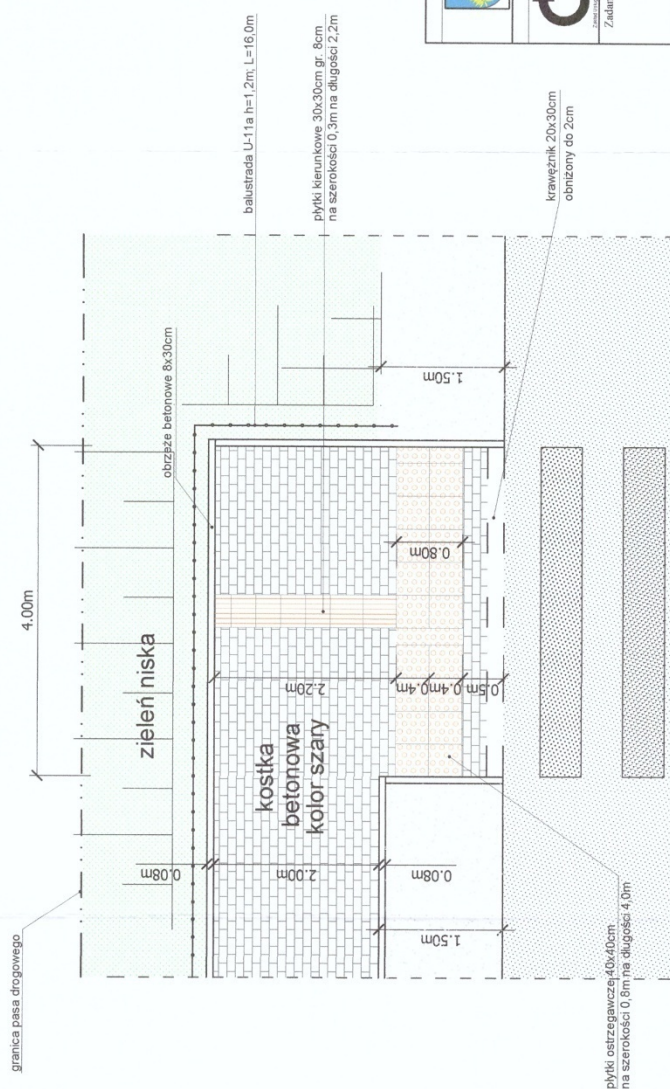 granica pasa drogowego
4.00m
zieleń niska
obrzeże betonowe 8x30cm
balustrada U-11a h=1,2m; L=16,0m
płytki kierunkowe 30x30cm gr. 8cm
na szerokości 0,3m na długości 2,2m
0.08m
2.00m
0.08m
1.50m
kostka
betonowa
kolor szary
2.20m
0.4m
0.4m
0.5m
0.80m
1.50m
krawężnik 20x30cm
obniżony do 2cm
płytki ostrzegawcze 40x40cm
na szerokości 0,8m na długości 4,0m